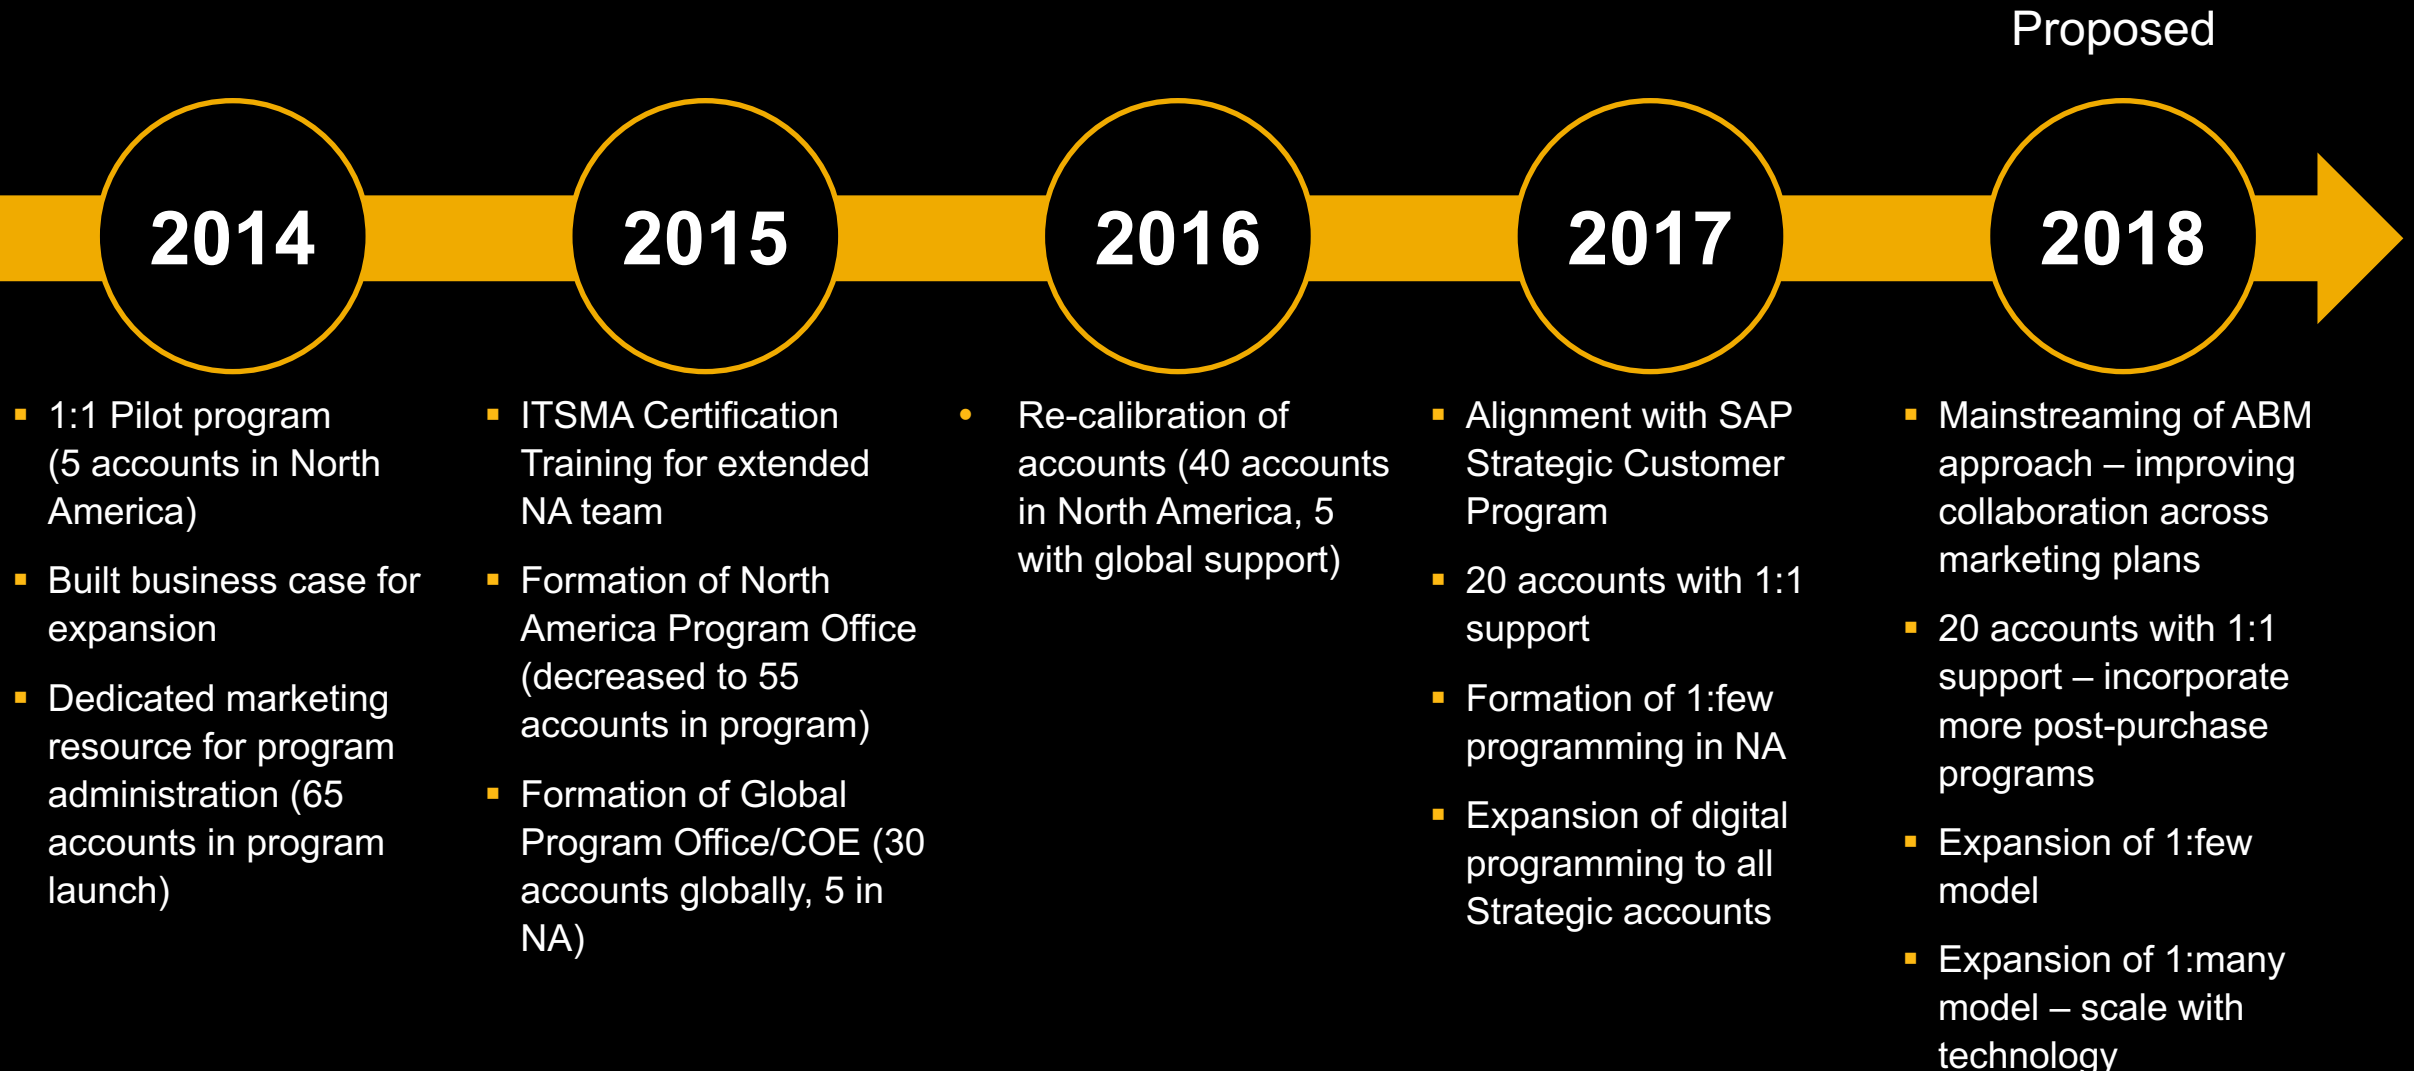 Proposed
2014
2015
2016
2017
2018
▪ 1:1 Pilot program
(5 accounts in North
America)
▪ Built business case for
expansion
▪ Dedicated marketing
resource for program
administration (65
accounts in program
launch)
▪ ITSMA Certification
Training for extended
NA team
▪ Formation of North
America Program Office
(decreased to 55
accounts in program)
▪ Formation of Global
Program Office/COE (30
accounts globally, 5 in
NA)
• Re-calibration of
accounts (40 accounts
in North America, 5
with global support)
▪ Alignment with SAP
Strategic Customer
Program
▪ 20 accounts with 1:1
support
▪ Formation of 1:few
programming in NA
▪ Expansion of digital
programming to all
Strategic accounts
▪ Mainstreaming of ABM
approach – improving
collaboration across
marketing plans
▪ 20 accounts with 1:1
support – incorporate
more post-purchase
programs
▪ Expansion of 1:few
model
▪ Expansion of 1:many
model – scale with
technology